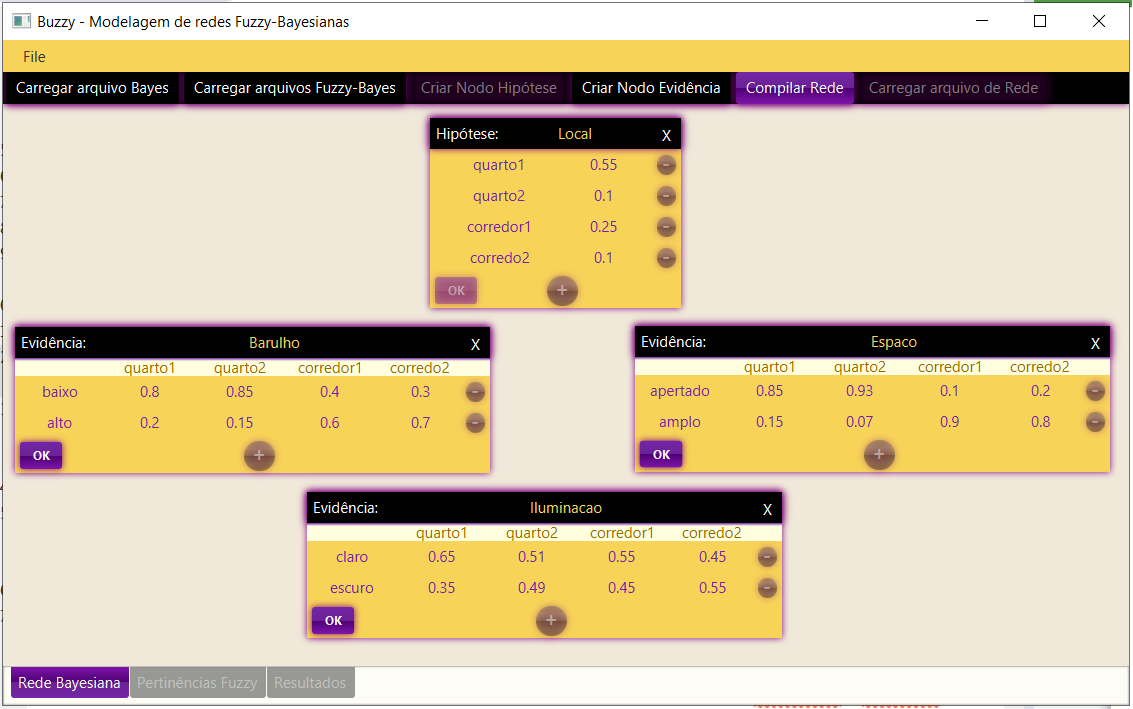 Buzzy - Modelagem de redes Fuzzy-Bayesianas
File
Carregar arquivo Bayes Carregar arquivos Fuzzy-Bayes Criar Nodo Hipótese Criar Nodo Evidência Compilar Rede Carregar arquivo de Rede
Hipótese: Local X
quarto1 0.55 -
quarto2 0.1 -
corredor1 0.25 -
corredo2 0.1 -
OK +
Evidência: Barulho X
quarto1 quarto2 corredor1 corredo2
baixo 0.8 0.85 0.4 0.3 -
alto 0.2 0.15 0.6 0.7 -
OK +
Evidência: Espaco X
quarto1 quarto2 corredor1 corredo2
apertado 0.85 0.93 0.1 0.2 -
amplo 0.15 0.07 0.9 0.8 -
OK +
Evidência: Iluminacao X
quarto1 quarto2 corredor1 corredo2
claro 0.65 0.51 0.55 0.45 -
escuro 0.35 0.49 0.45 0.55 -
OK +
Rede Bayesiana Pertinências Fuzzy Resultados